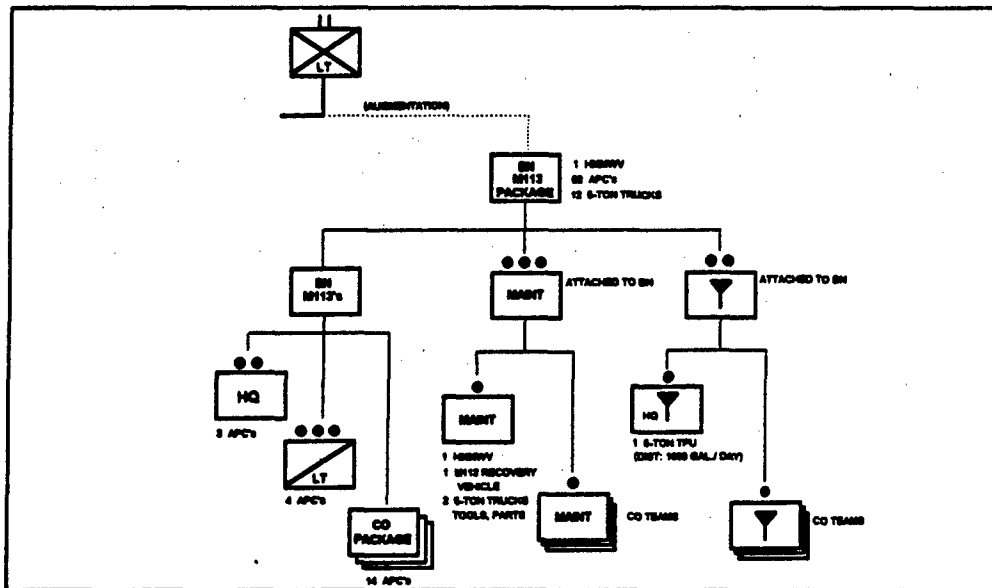 LT
(AUGMENTATION)
BN
M113
PACKAGE
1 HMMWV
APC's
12 5-TON TRUCKS
BN
M113's
MAINT
ATTACHED TO BN
ATTACHED TO BN
HQ
3 APC's
LT
4 APC's
CO
PACKAGE
14 APC's
MAINT
1 HMMWV
1 M113 RECOVERY
VEHICLE
2 5-TON TRUCKS
TOOLS, PARTS
MAINT
CO TEAMS
HQ
1 5-TON TPU
(DIST: GAL./ DAY)
CO TEAMS